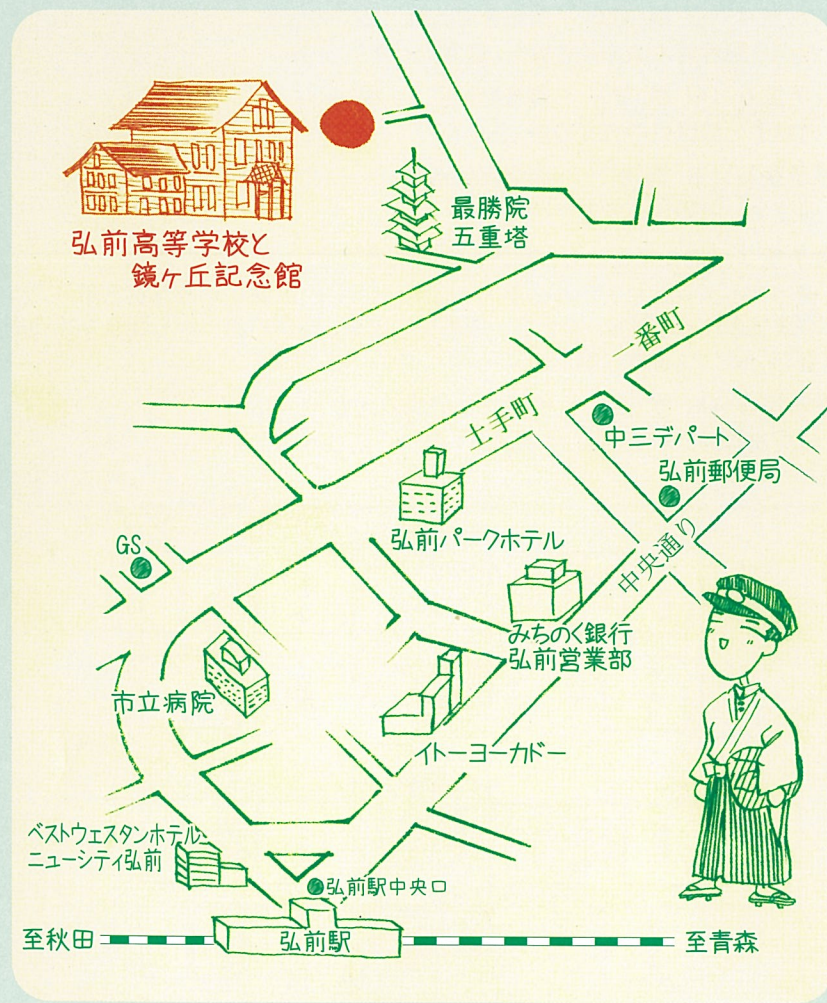 弘前高等学校と
鏡ヶ丘記念館
最勝院
五重塔
一番町
土手町
中三デパート
弘前郵便局
弘前パークホテル
GS
中央通り
みちのく銀行
弘前営業部
市立病院
イトーヨーカドー
ベストウェスタンホテル
ニューシティ弘前
弘前駅中央口
至秋田
弘前駅
至青森